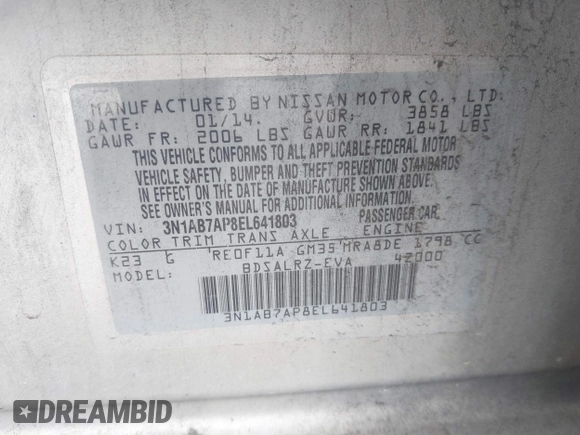 MANUFACTURED BY NISSAN MOTOR CO., LTD.
DATE: 01/14. GVWR: 3858 LBS
GAWR FR: 2006 LBS GAWR RR: 1841 LBS
THIS VEHICLE CONFORMS TO ALL APPLICABLE FEDERAL MOTOR
VEHICLE SAFETY, BUMPER AND THEFT PREVENTION STANDARDS
IN EFFECT ON THE DATE OF MANUFACTURE SHOWN ABOVE.
SEE OWNER'S MANUAL FOR ADDITIONAL INFORMATION.
VIN: 3N1AB7AP8EL641803 PASSENGER CAR
COLOR TRIM TRANS AXLE ENGINE
K23 G RE0F11A GM35 MRA8DE 1798 CC
MODEL: BDSALRZ-EVA 42000
3N1AB7AP8EL641803
DREAMBID